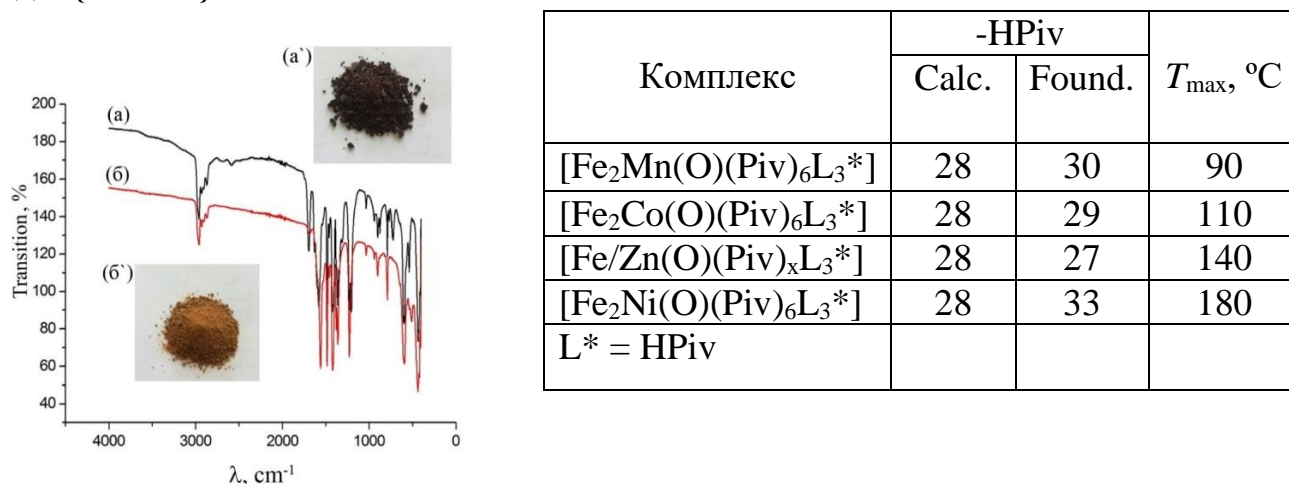 (а`)
200
180
160
140
120
100
80
60
40
(а)
(б)
(б`)
Transition, %
4000
3000
2000
1000
0
λ, cm-1
Комплекс
-HPiv
Tmax, ºC
Calc.
Found.
[Fe2Mn(O)(Piv)6L3*]
28
30
90
[Fe2Co(O)(Piv)6L3*]
28
29
110
[Fe/Zn(O)(Piv)xL3*]
28
27
140
[Fe2Ni(O)(Piv)6L3*]
28
33
180
L* = HPiv